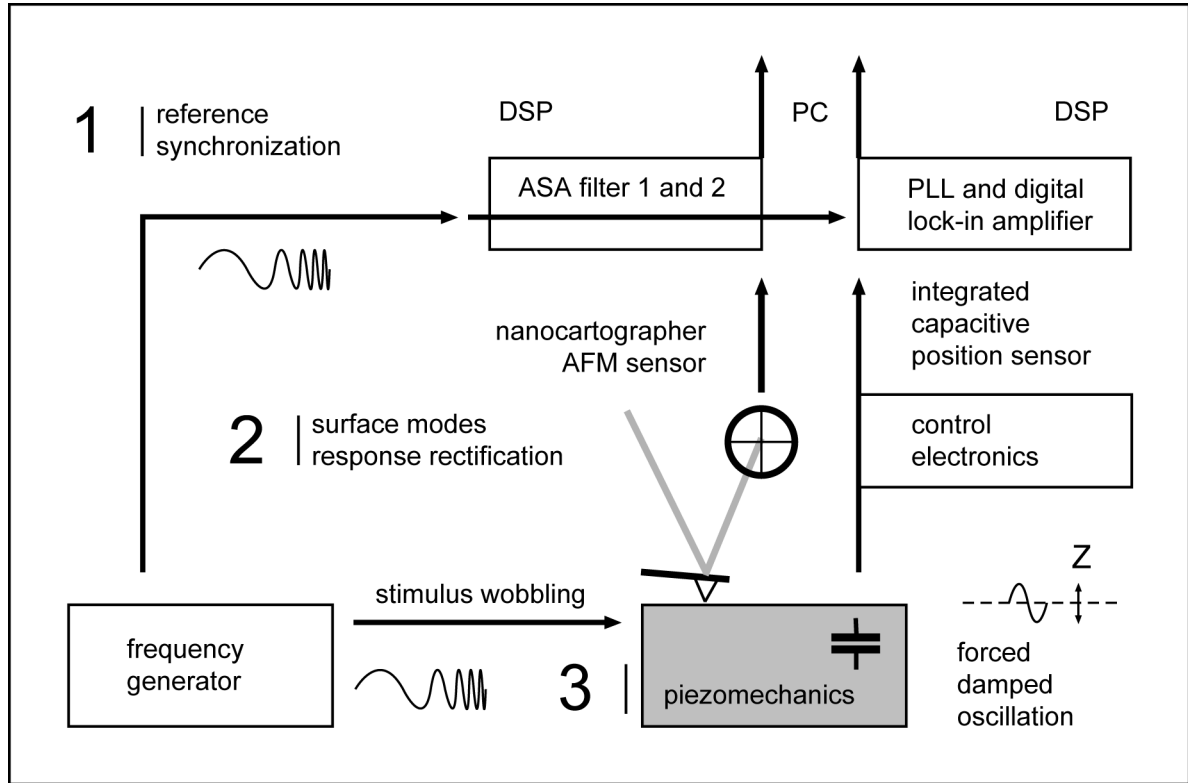 1
reference
synchronization
DSP
PC
DSP
ASA filter 1 and 2
PLL and digital
lock-in amplifier
nanocartographer
AFM sensor
integrated
capacitive
position sensor
2
surface modes
response rectification
control
electronics
stimulus wobbling
Z
frequency
generator
3
piezomechanics
forced
damped
oscillation